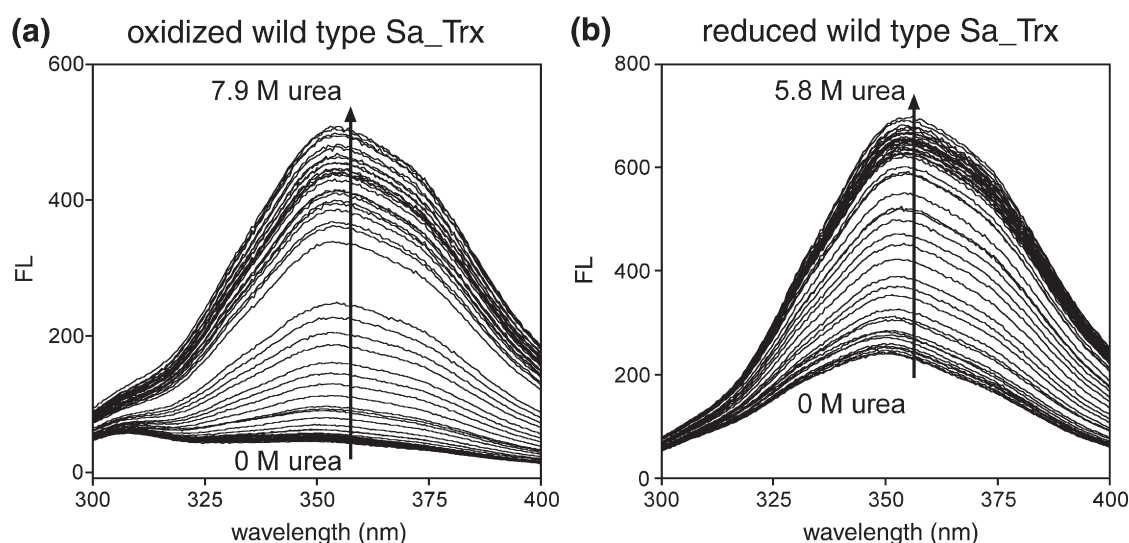 (a) oxidized wild type Sa_Trx
600
7.9 M urea
400
FL
200
0 M urea
0
300 325 350 375 400
wavelength (nm)
(b) reduced wild type Sa_Trx
800
5.8 M urea
600
FL
400
200
0 M urea
0
300 325 350 375 400
wavelength (nm)